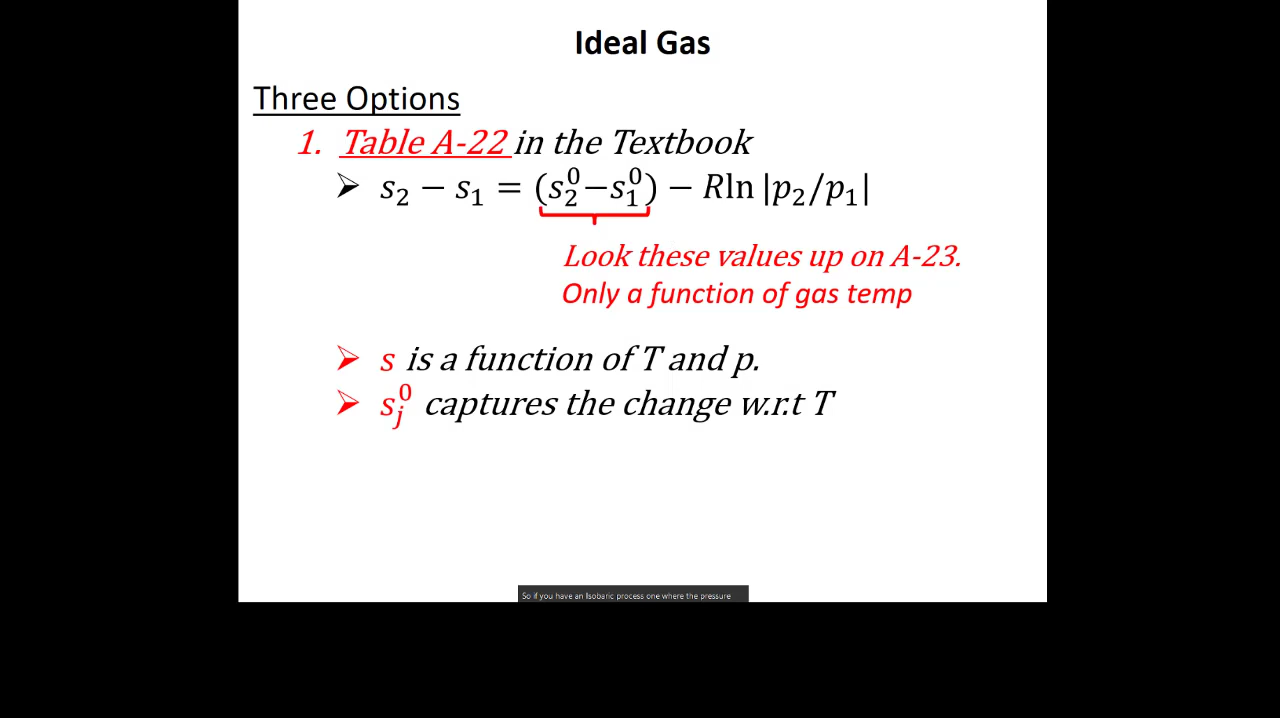 Ideal Gas
Three Options
1. Table A-22 in the Textbook
➢ s₂ − s₁ = (s₂⁰−s₁⁰) − Rln |p₂/p₁|
Look these values up on A-23.
Only a function of gas temp
➢ s is a function of T and p.
➢ sⱼ⁰ captures the change w.r.t T
So if you have an Isobaric process one where the pressure